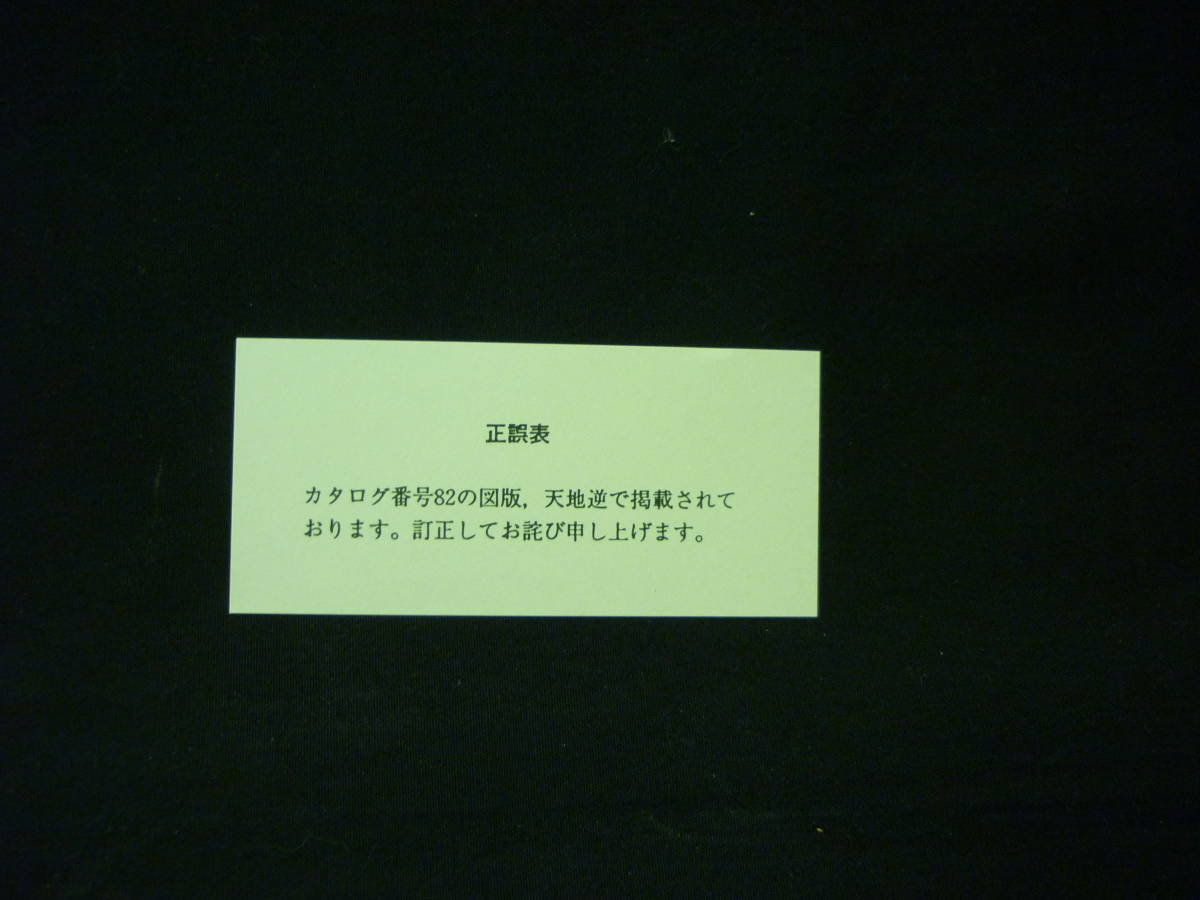 正誤表
カタログ番号82の図版，天地逆で掲載されて
おります。訂正してお詫び申し上げます。